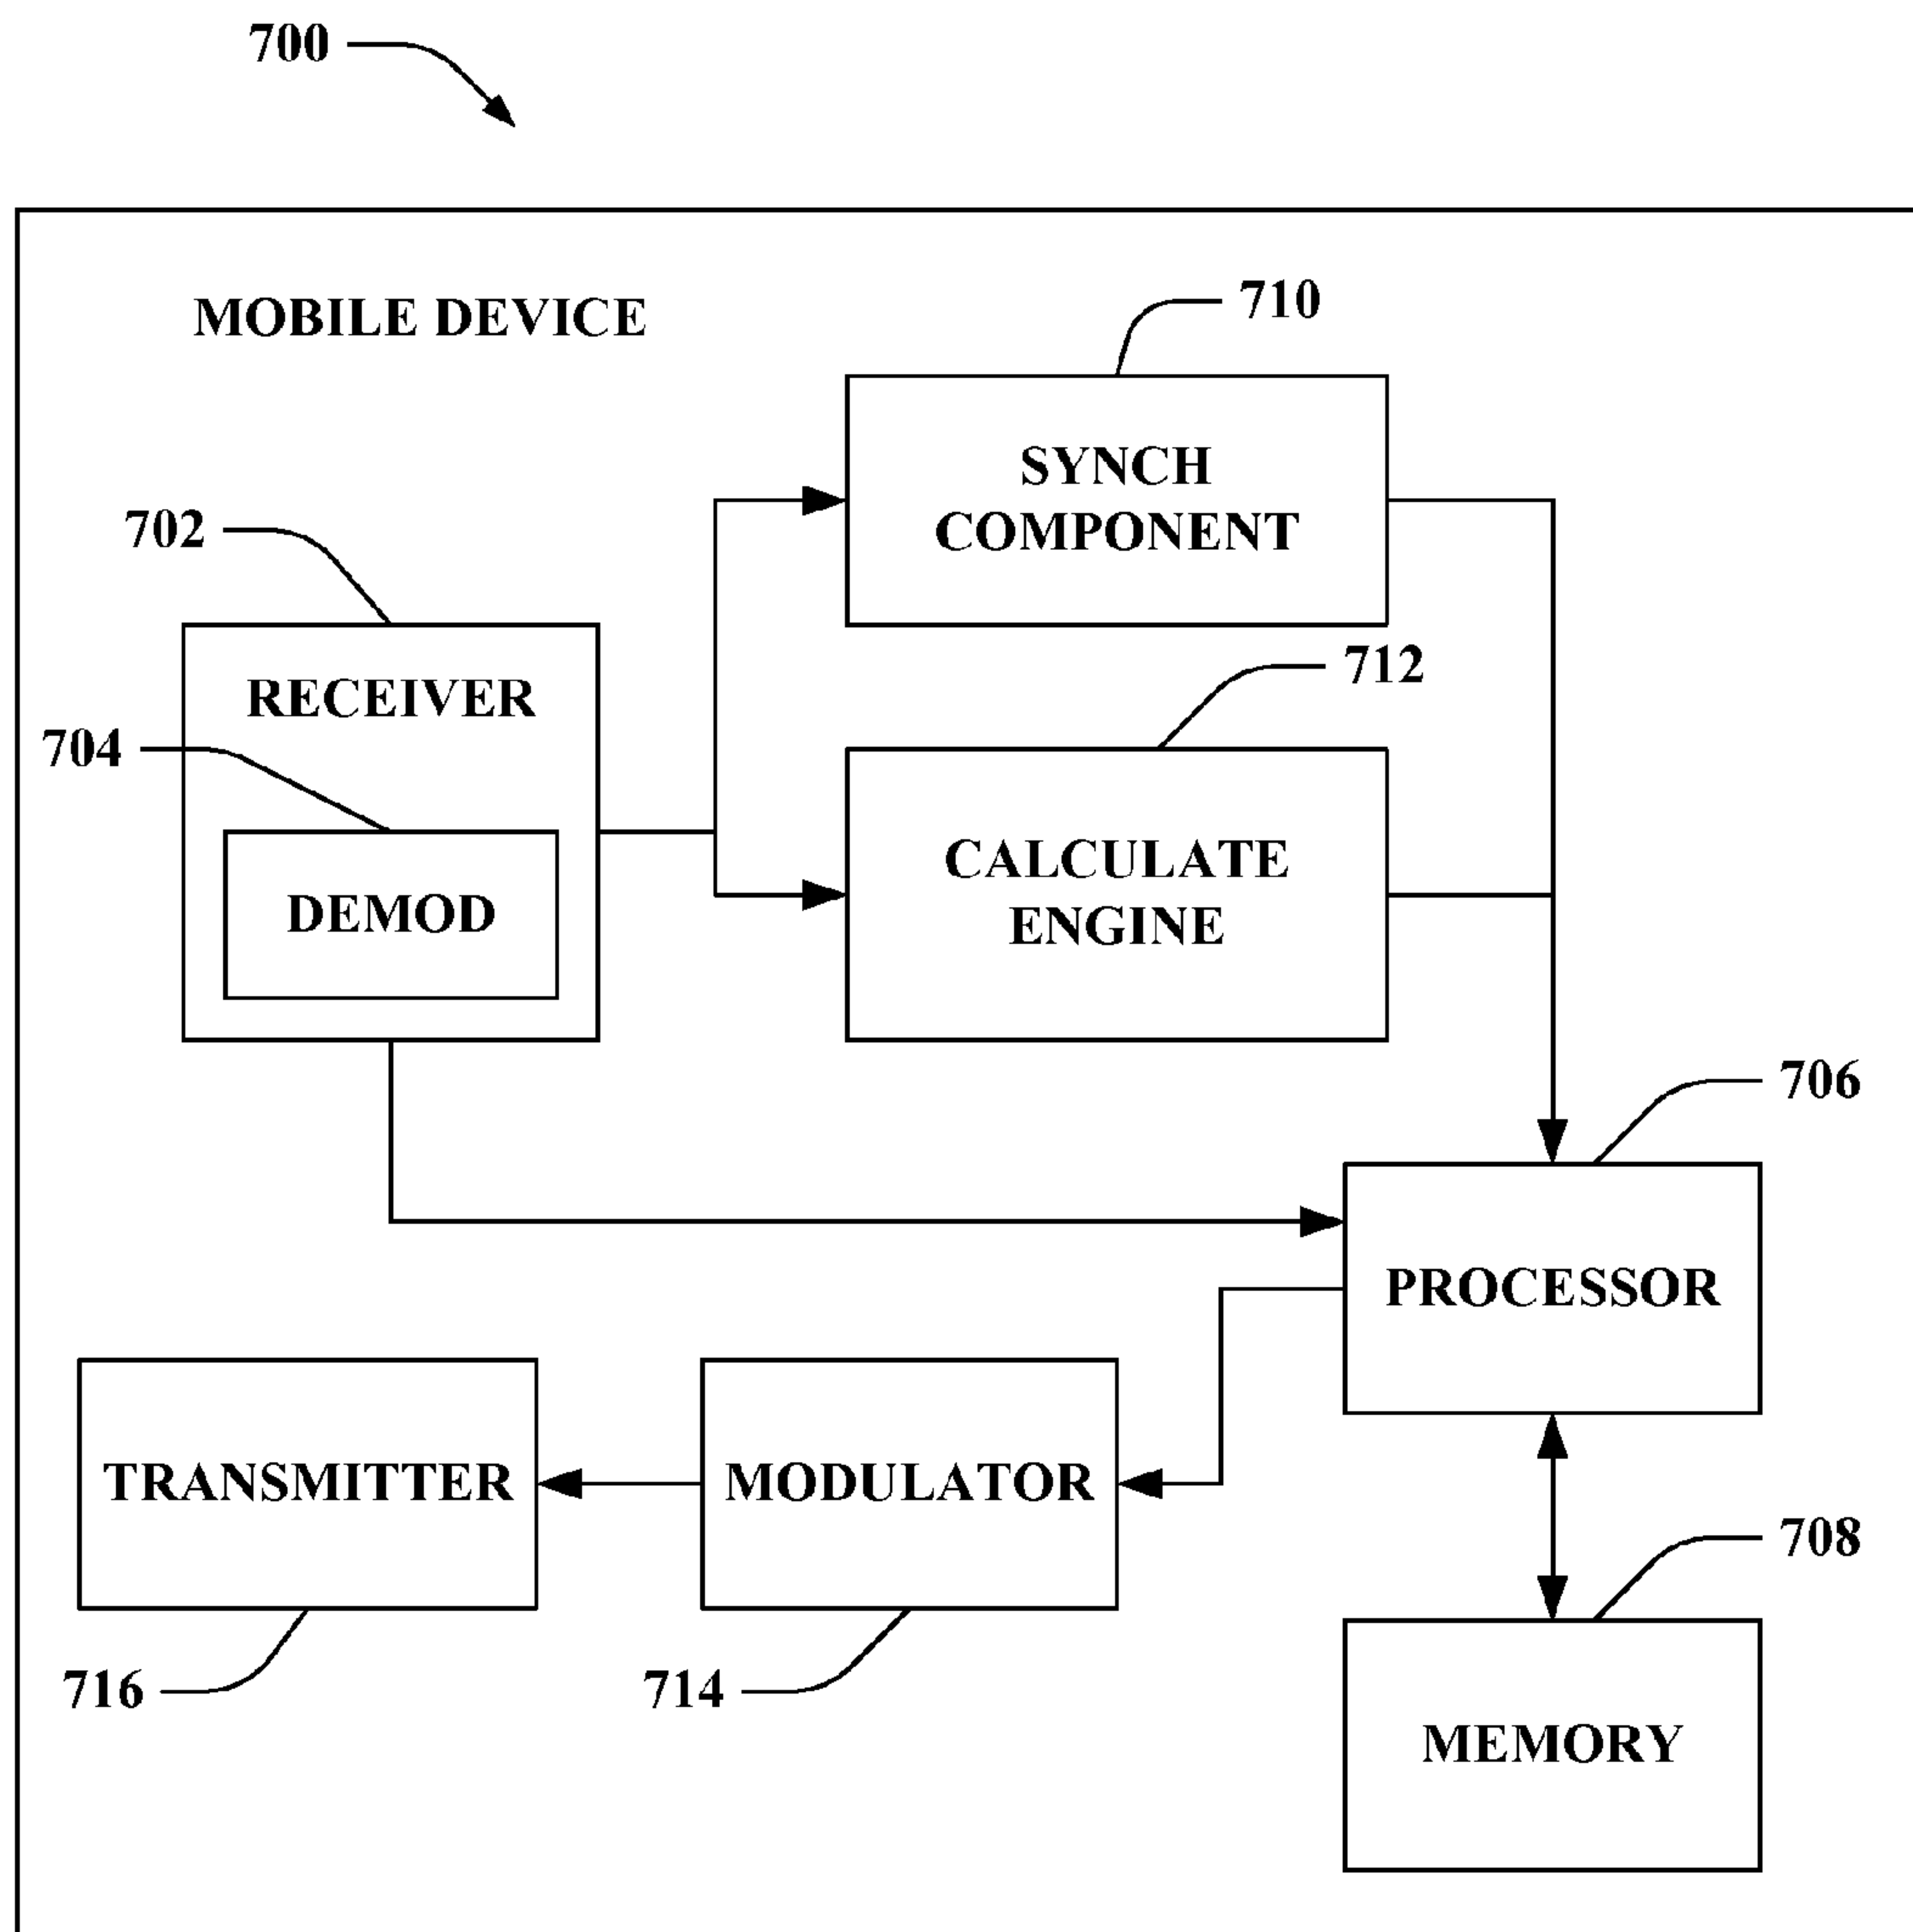 700
MOBILE DEVICE
710
SYNCH
COMPONENT
702
RECEIVER
712
704
DEMOD
CALCULATE
ENGINE
706
PROCESSOR
TRANSMITTER
MODULATOR
708
716
714
MEMORY